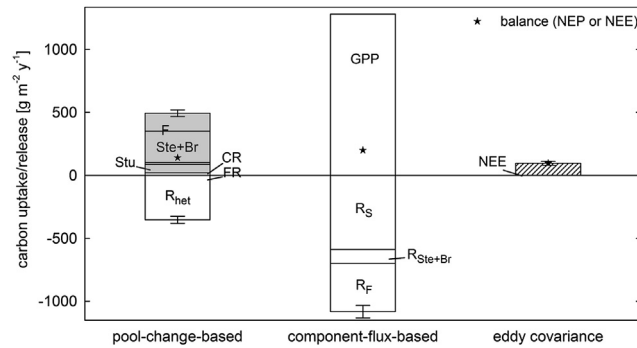 ★ balance (NEP or NEE)
carbon uptake/release [g m⁻² y⁻¹]
1000
500
0
-500
-1000
F
Ste+Br
Stu
CR
FR
R_het
GPP
R_S
R_Ste+Br
R_F
NEE
pool-change-based
component-flux-based
eddy covariance